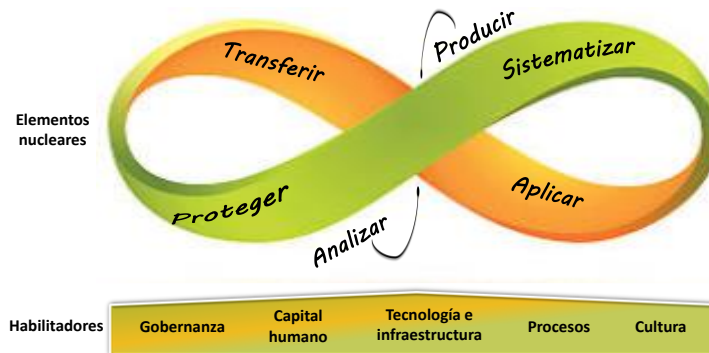 Producir
Transferir
Sistematizar
Elementos
nucleares
Proteger
Aplicar
Analizar
Habilitadores
Gobernanza
Capital
humano
Tecnología e
infraestructura
Procesos
Cultura